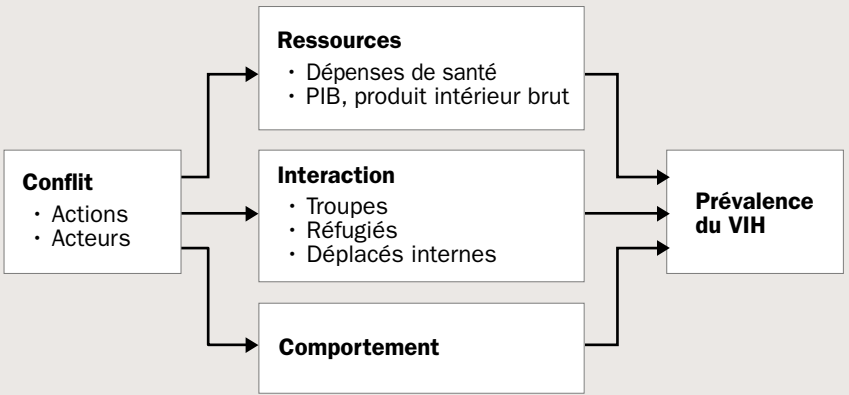 Ressources
· Dépenses de santé
· PIB, produit intérieur brut
Conflit
· Actions
· Acteurs
Interaction
· Troupes
· Réfugiés
· Déplacés internes
Prévalence
du VIH
Comportement